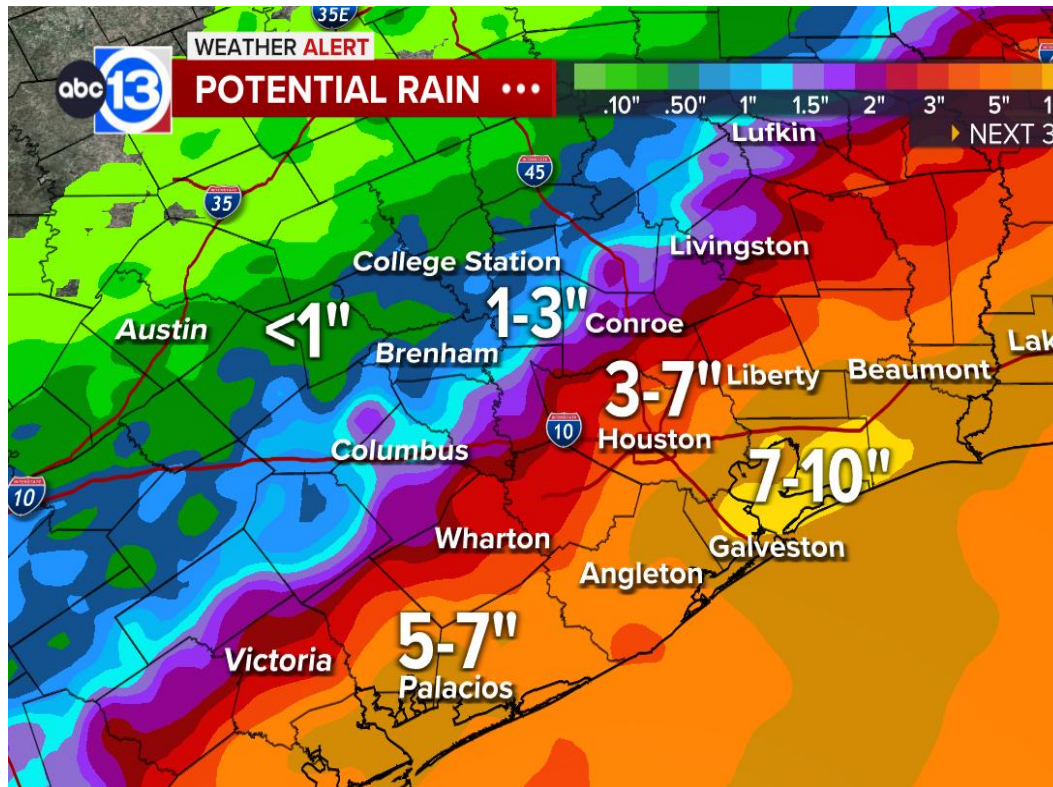 35E
WEATHER ALERT
abc 13
POTENTIAL RAIN
.10" .50" 1" 1.5" 2" 3" 5"
NEXT
Lufkin
45
35
Livingston
College Station
<1"
1-3"
Conroe
Austin
Brenham
3-7"
Liberty
Beaumont
10
Houston
Columbus
7-10"
10
Wharton
Galveston
Angleton
5-7"
Victoria
Palacios